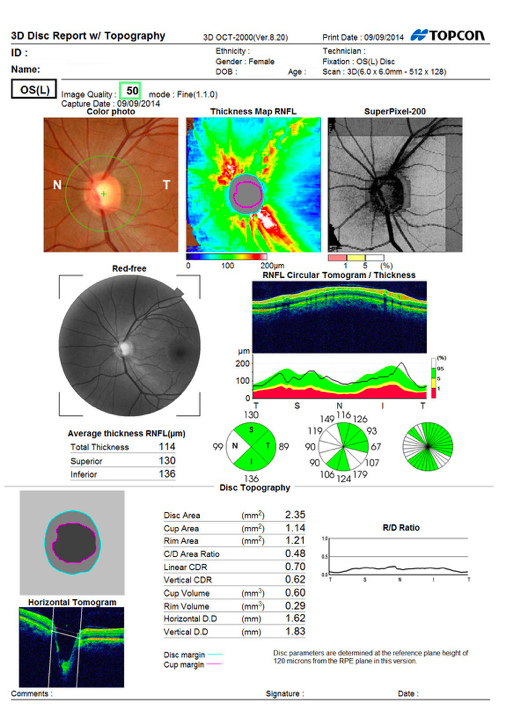 3D Disc Report w/ Topography 3D OCT-2000(Ver.8.20) Print Date : 09/09/2014 TOPCON
ID : Ethnicity : Technician :
Gender : Female Fixation : OS(L) Disc
Name: DOB : Age : Scan : 3D(6.0 x 6.0mm - 512 x 128)
OS(L) Image Quality : 50 mode : Fine(1.1.0)
Capture Date : 09/09/2014
Color photo Thickness Map RNFL SuperPixel-200
N T
0 100 200µm
1 5 (%)
Red-free RNFL Circular Tomogram / Thickness
µm
200
100
0
T S N I T
(%)
95
5
1
Average thickness RNFL(µm)
Total Thickness 114
Superior 130
Inferior 136
130
99 N S T I 89
136
149 116 126
119 93
90 67
90 107
106 124 179
Disc Topography
Disc Area (mm²) 2.35
Cup Area (mm²) 1.14
Rim Area (mm²) 1.21
C/D Area Ratio 0.48
Linear CDR 0.70
Vertical CDR 0.62
Cup Volume (mm³) 0.60
Rim Volume (mm³) 0.29
Horizontal D.D (mm) 1.62
Vertical D.D (mm) 1.83
R/D Ratio
1.0
0.5
0.0
T S N I T
Horizontal Tomogram
Disc margin
Cup margin
Disc parameters are determined at the reference plane height of
120 microns from the RPE plane in this version.
Comments : Signature : Date :